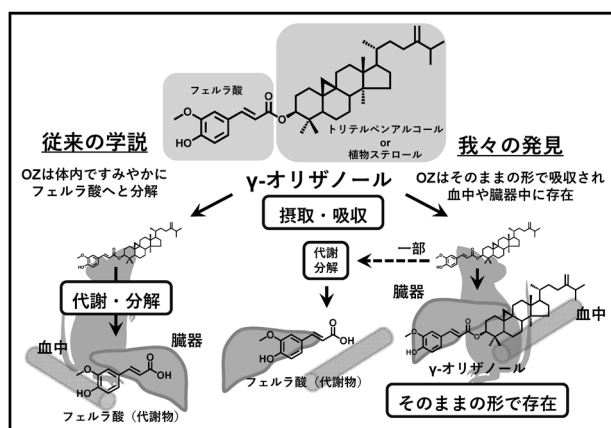 フェルラ酸
O
O
O
HO
トリテルペンアルコール
or
植物ステロール
従来の学説
OZは体内ですみやかに
フェルラ酸へと分解
γ-オリザノール
摂取・吸収
我々の発見
OZはそのままの形で吸収され
血中や臓器中に存在
代謝・分解
血中
臓器
O
O
OH
HO
フェルラ酸（代謝物）
代謝
分解
一部
O
O
OH
HO
フェルラ酸（代謝物）
臓器
血中
O
O
O
HO
γ-オリザノール
そのままの形で存在